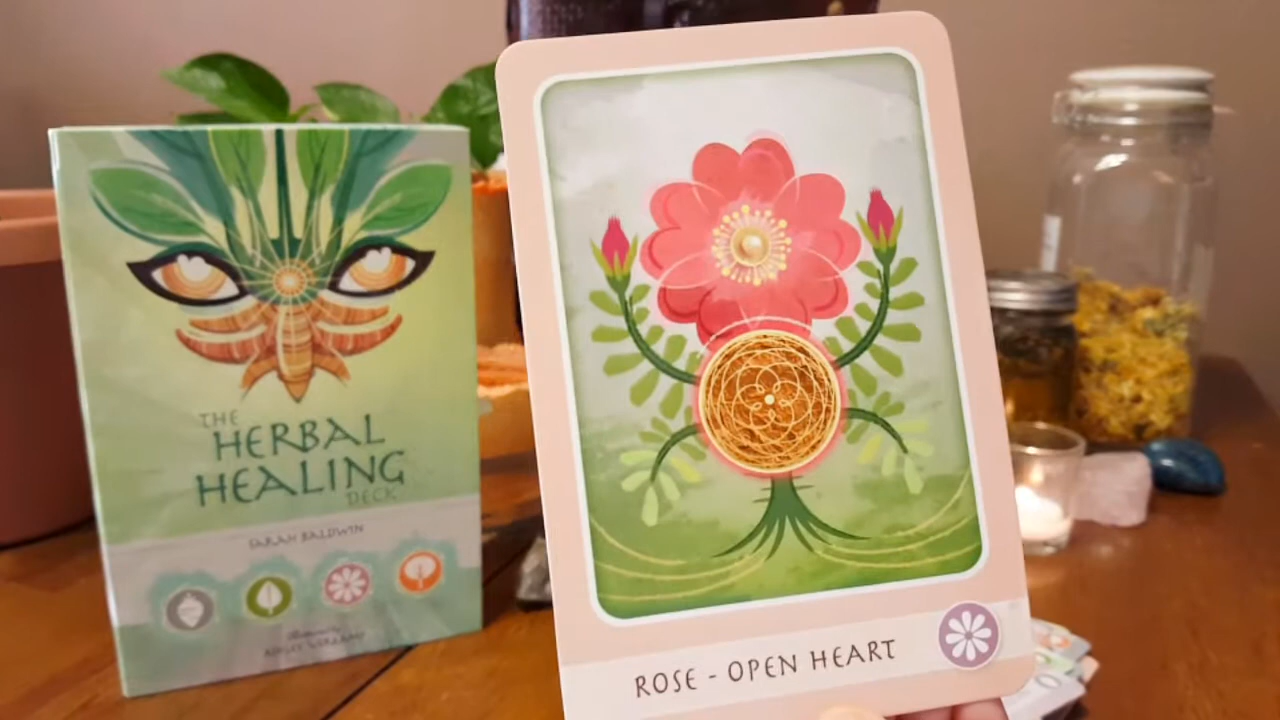 THE
HERBAL
HEALING
DECK
SARAH BALDWIN
ROSE - OPEN HEART